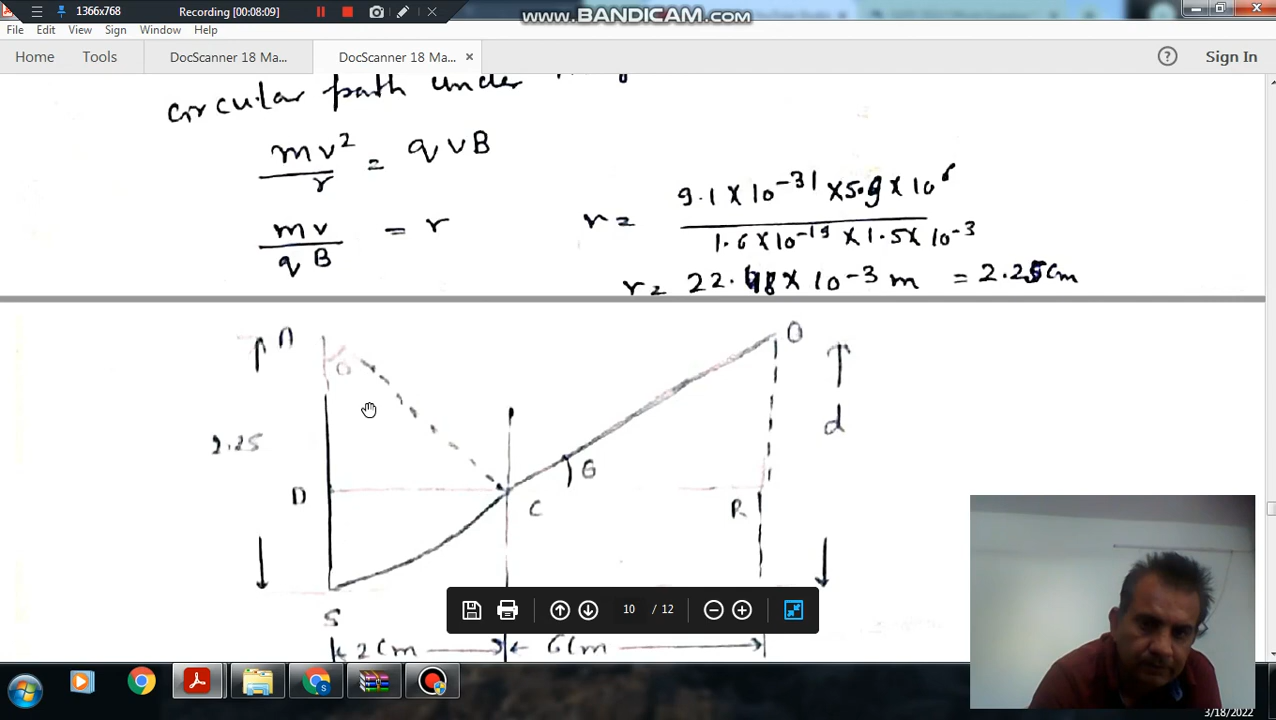 1366x768 Recording [00:08:09]
www.BANDICAM.com
File Edit View Sign Window Help
Home Tools DocScanner 18 Ma... DocScanner 18 Ma... × ? Sign In
circular path under
mv² / r = qvB
mv / qB = r
r = 9.1 × 10⁻³¹ × 5.9 × 10⁶ / 1.6 × 10⁻¹⁹ × 1.5 × 10⁻³
r = 22. × 10⁻³ m = 2.25 cm
θ
2.25 d
D θ
C R
S
10 / 12
2 cm 6 cm
3/18/2022